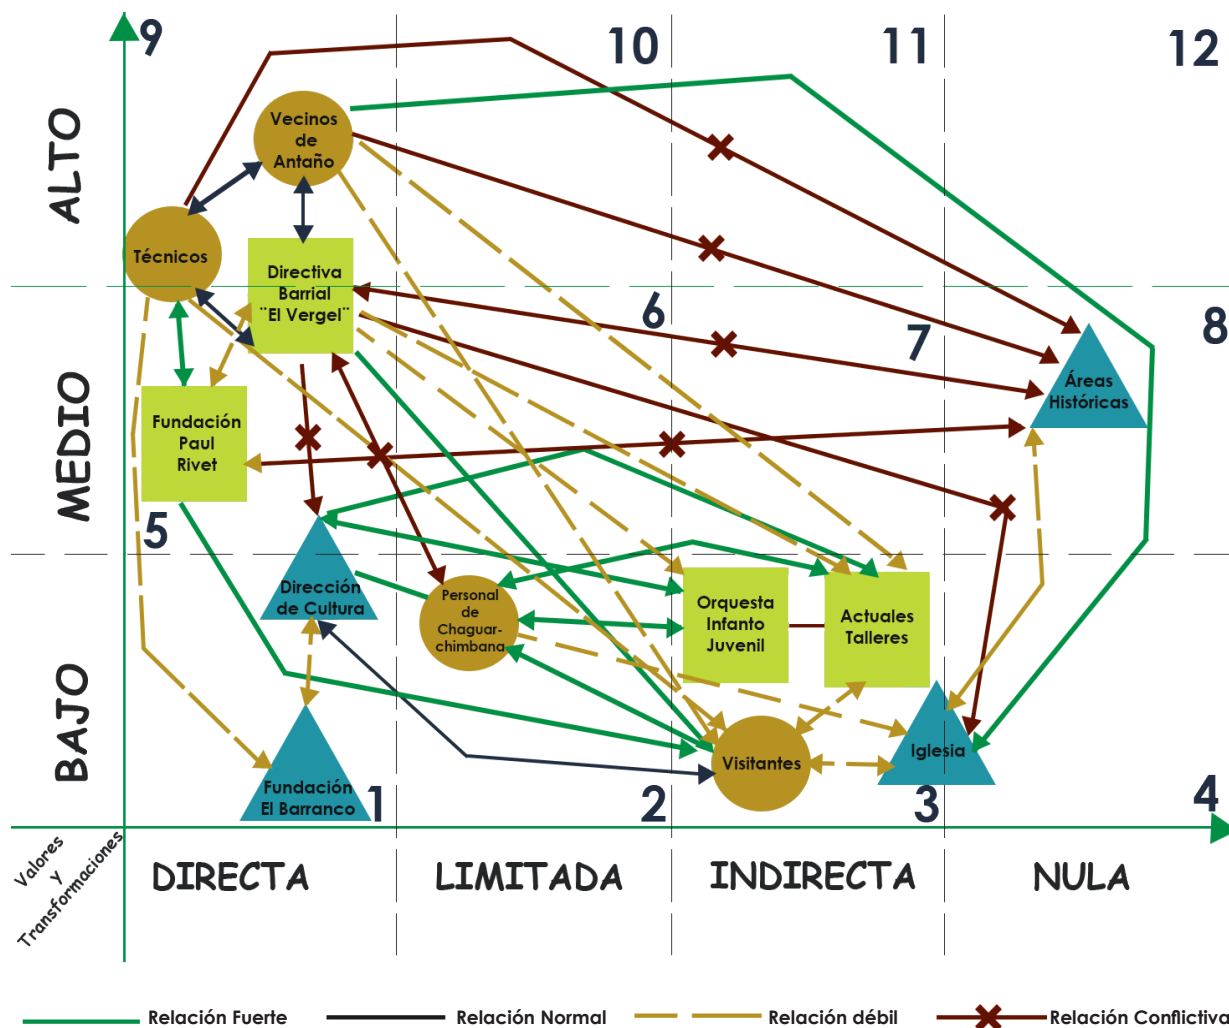 9
10
11
12
ALTO
Vecinos
de
Antaño
Técnicos
Directiva
Barrial
¨El Vergel¨
6
7
8
MEDIO
Áreas
Históricas
Fundación
Paul
Rivet
5
BAJO
Dirección
de Cultura
Personal
de
Chaguar-
chimbana
Orquesta
Infanto
Juvenil
Actuales
Talleres
Visitantes
Iglesia
Fundación
El Barranco
1
2
3
4
Valores
y
Transformaciones
DIRECTA
LIMITADA
INDIRECTA
NULA
Relación Fuerte
Relación Normal
Relación débil
Relación Conflictiva